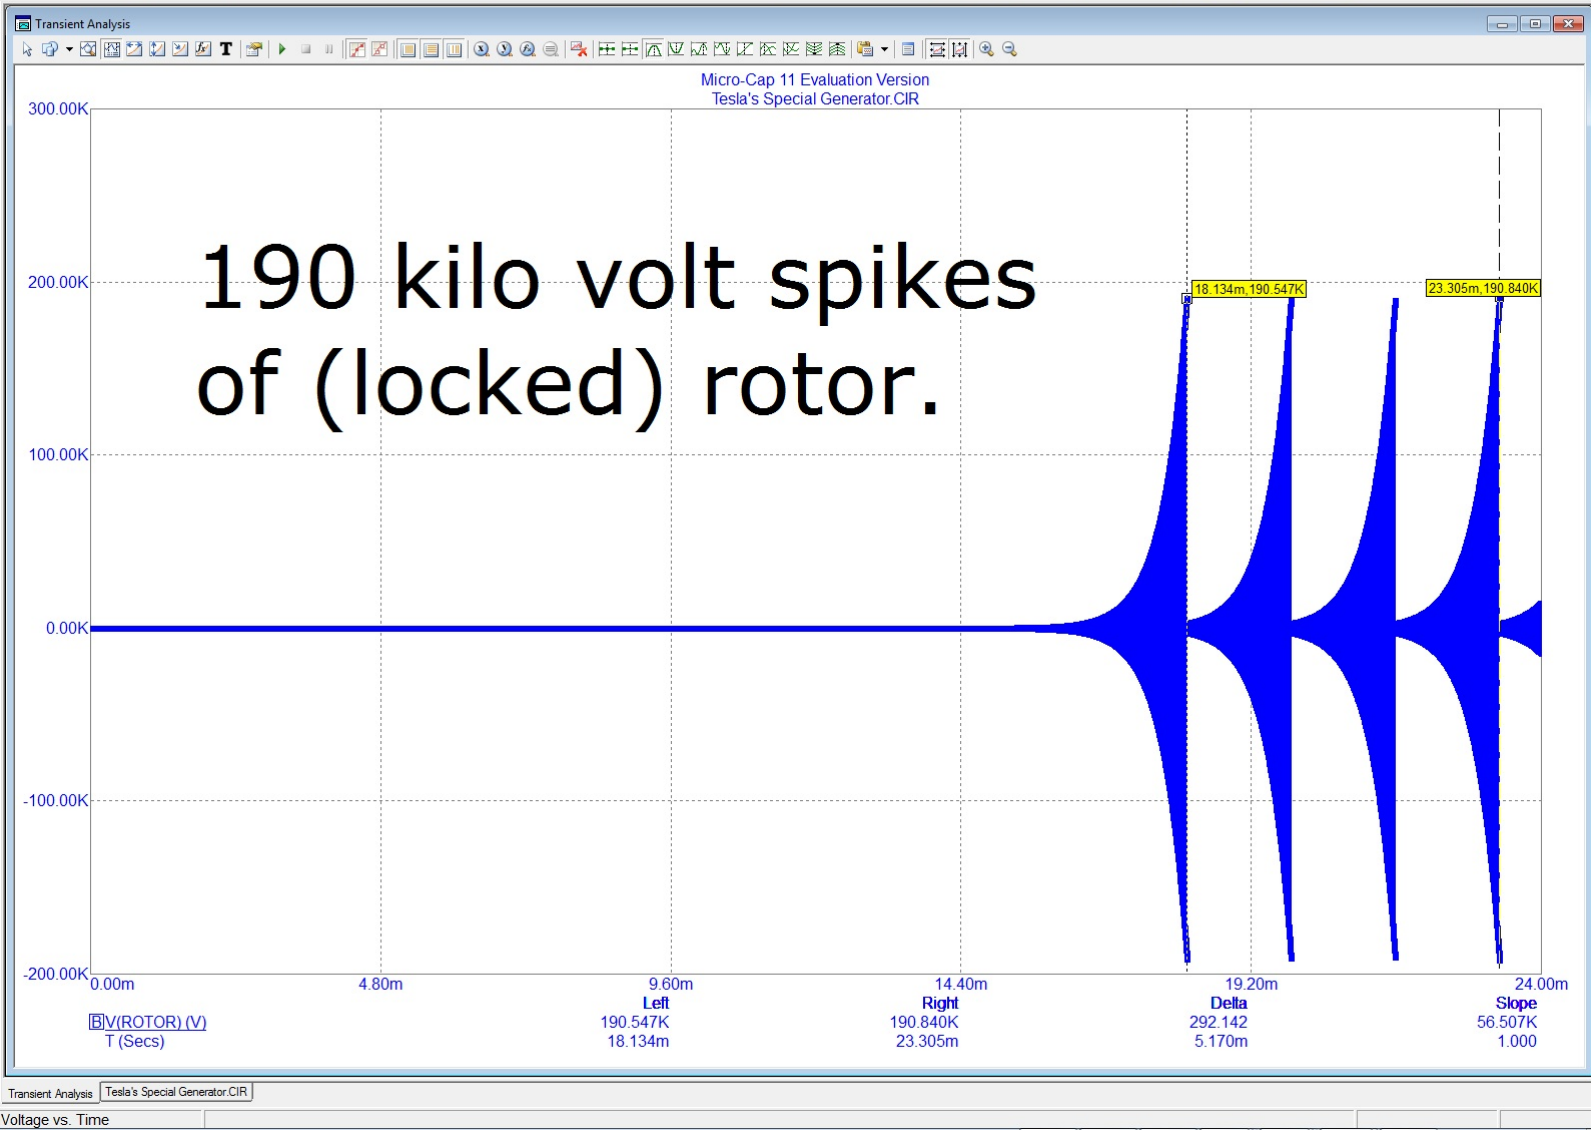 Transient Analysis
T
Micro-Cap 11 Evaluation Version
Tesla's Special Generator.CIR
300.00K
200.00K
100.00K
0.00K
-100.00K
-200.00K
190 kilo volt spikes
of (locked) rotor.
18.134m,190.547K
23.305m,190.840K
0.00m 4.80m 9.60m 14.40m 19.20m 24.00m
Left Right Delta Slope
B V(ROTOR) (V) 190.547K 190.840K 292.142 56.507K
T (Secs) 18.134m 23.305m 5.170m 1.000
Transient Analysis Tesla's Special Generator.CIR
Voltage vs. Time